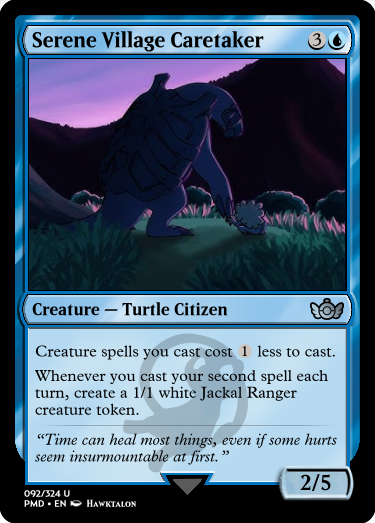 Serene Village Caretaker 3
Creature — Turtle Citizen
Creature spells you cast cost 1 less to cast.
Whenever you cast your second spell each
turn, create a 1/1 white Jackal Ranger
creature token.
“Time can heal most things, even if some hurts
seem insurmountable at first.”
2/5
092/324 U
PMD • EN Hawktalon